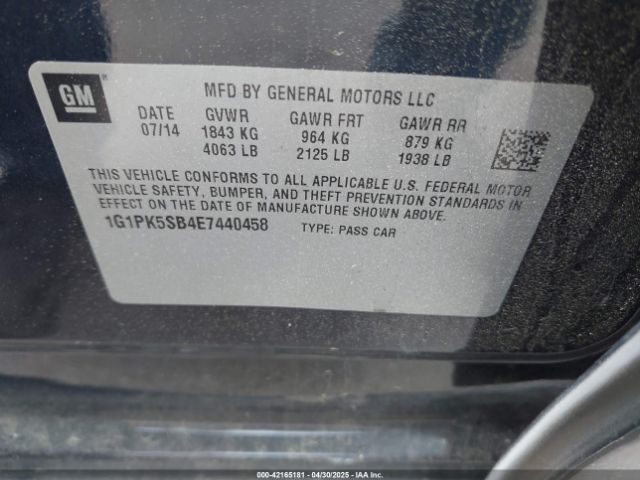 GM
MFD BY GENERAL MOTORS LLC
DATE GVWR GAWR FRT GAWR RR
07/14 1843 KG 964 KG 879 KG
4063 LB 2125 LB 1938 LB
THIS VEHICLE CONFORMS TO ALL APPLICABLE U.S. FEDERAL MOTOR
VEHICLE SAFETY, BUMPER, AND THEFT PREVENTION STANDARDS IN
EFFECT ON THE DATE OF MANUFACTURE SHOWN ABOVE.
1G1PK5SB4E7440458 TYPE: PASS CAR
000-42165181 - 04/30/2025 - IAAI.COM